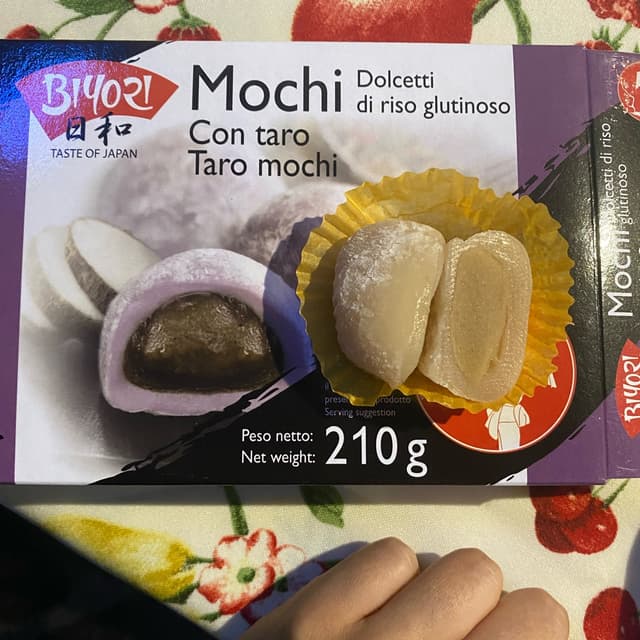 BIYORI
日和
TASTE OF JAPAN
Mochi
Dolcetti
di riso glutinoso
Con taro
Taro mochi
Serving suggestion
Peso netto:
Net weight:
210 g
Mochi
Dolcetti di riso
glutinoso
BIYORI